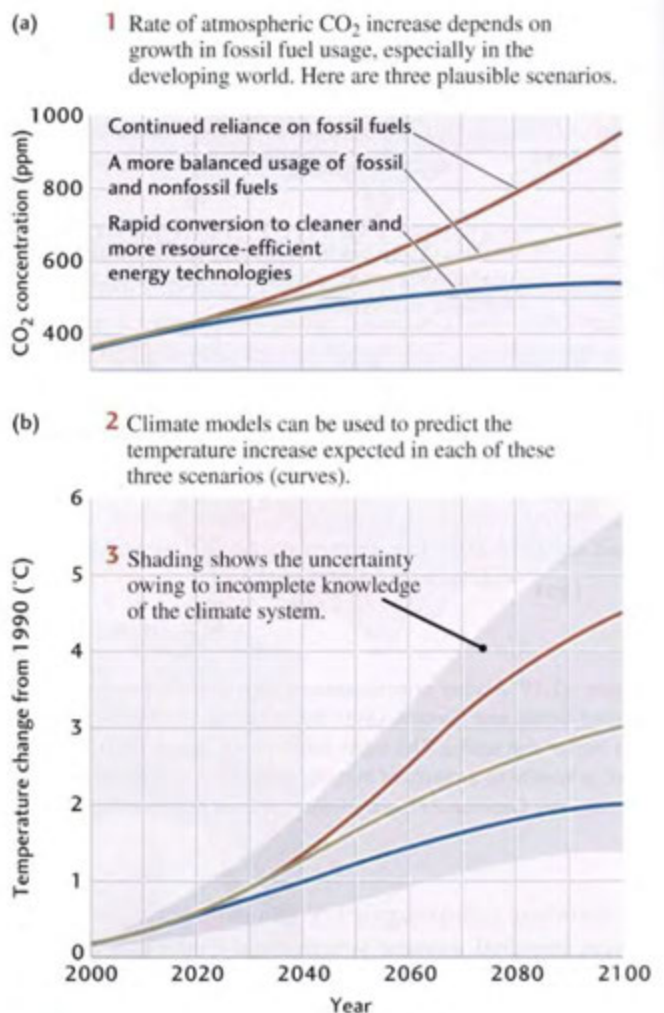 (a)
1 Rate of atmospheric CO₂ increase depends on
growth in fossil fuel usage, especially in the
developing world. Here are three plausible scenarios.
CO₂ concentration (ppm)
1000
800
600
400
Continued reliance on fossil fuels
A more balanced usage of fossil
and nonfossil fuels
Rapid conversion to cleaner and
more resource-efficient
energy technologies
(b)
2 Climate models can be used to predict the
temperature increase expected in each of these
three scenarios (curves).
Temperature change from 1990 (°C)
6
5
4
3
2
1
0
3 Shading shows the uncertainty
owing to incomplete knowledge
of the climate system.
2000 2020 2040 2060 2080 2100
Year